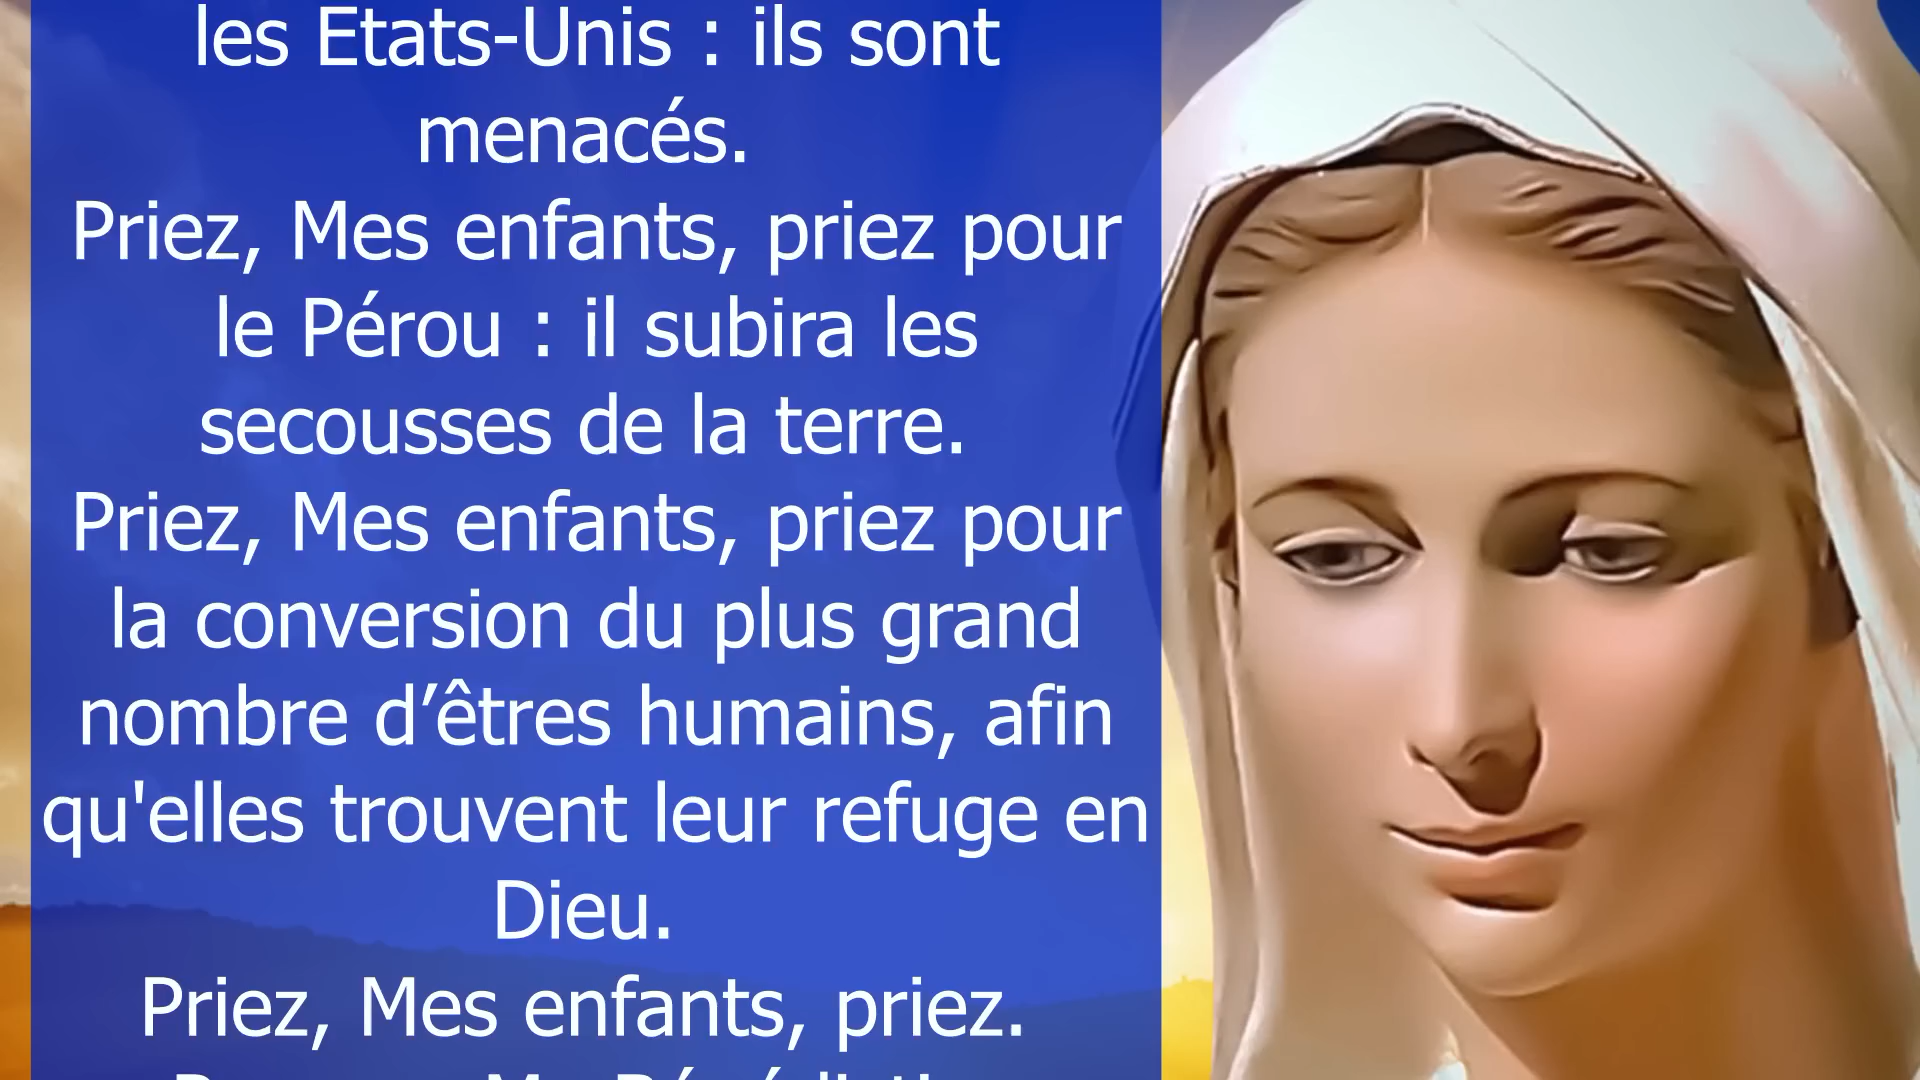 les Etats-Unis : ils sont
menacés.
Priez, Mes enfants, priez pour
le Pérou : il subira les
secousses de la terre.
Priez, Mes enfants, priez pour
la conversion du plus grand
nombre d’êtres humains, afin
qu'elles trouvent leur refuge en
Dieu.
Priez, Mes enfants, priez.